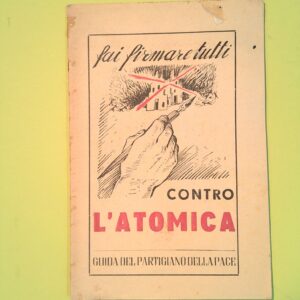 fai firmare tutti
CONTRO
L'ATOMICA
GUIDA DEL PARTIGIANO DELLA PACE